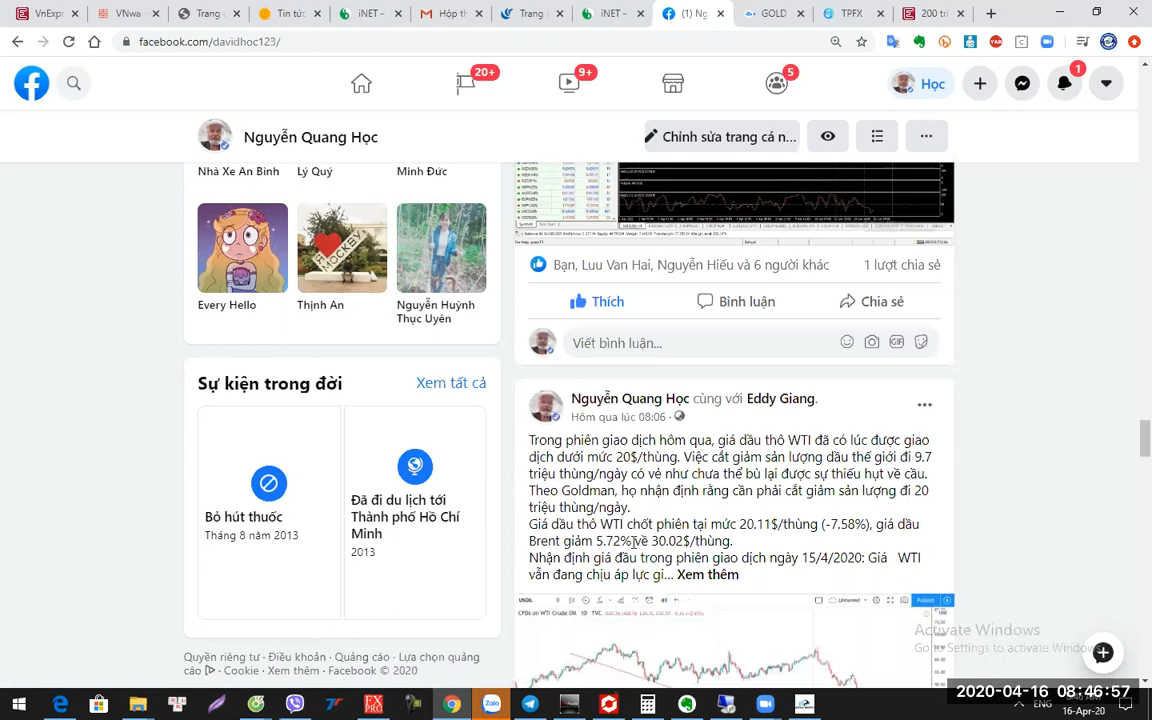 VnExpr
VNwa
Trang c
Tin tức
iNET –
Hộp th
Trang c
iNET –
(1) Ng
GOLD
TPFX
200 tri
facebook.com/davidhoc123/
20+
9+
5
Học
1
Nguyễn Quang Học
Chỉnh sửa trang cá n...
Nhà Xe An Bình
Lý Quý
Minh Đức
MOCKBY
Every Hello
Thịnh An
Nguyễn Huỳnh
Thục Uyên
Bạn, Luu Van Hai, Nguyễn Hiếu và 6 người khác
1 lượt chia sẻ
Thích
Bình luận
Chia sẻ
Viết bình luận...
GIF
Sự kiện trong đời
Xem tất cả
Bỏ hút thuốc
Tháng 8 năm 2013
Đã đi du lịch tới
Thành phố Hồ Chí
Minh
2013
Quyền riêng tư · Điều khoản · Quảng cáo · Lựa chọn quảng
cáo · Cookie · Xem thêm · Facebook © 2020
Nguyễn Quang Học cùng với Eddy Giang.
Hôm qua lúc 08:06 ·
Trong phiên giao dịch hôm qua, giá dầu thô WTI đã có lúc được giao
dịch dưới mức 20$/thùng. Việc cắt giảm sản lượng dầu thế giới đi 9.7
triệu thùng/ngày có vẻ như chưa thể bù lại được sự thiếu hụt về cầu.
Theo Goldman, họ nhận định rằng cần phải cắt giảm sản lượng đi 20
triệu thùng/ngày.
Giá dầu thô WTI chốt phiên tại mức 20.11$/thùng (-7.58%), giá dầu
Brent giảm 5.72% về 30.02$/thùng.
Nhận định giá đầu trong phiên giao dịch ngày 15/4/2020: Giá WTI
vẫn đang chịu áp lực gi... Xem thêm
USOIL
Publish
CFDs on WTI Crude Oil
Activate Windows
Go to Settings to activate Windows.
Zalo
FX
PRO
ENG
2020-04-16 08:46:57
16-Apr-20